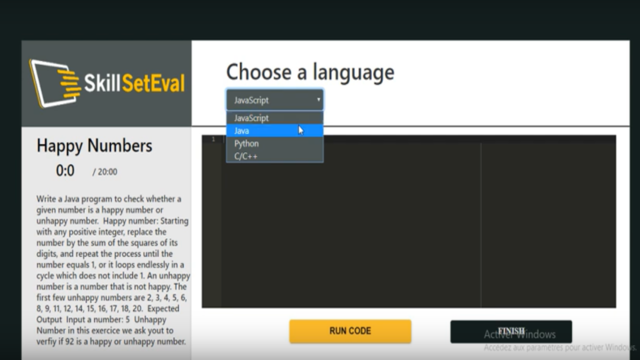 SkillSetEval
Choose a language
JavaScript
JavaScript
Java
Python
C/C++
Happy Numbers
0:0 / 20:00
Write a Java program to check whether a
given number is a happy number or
unhappy number. Happy number: Starting
with any positive integer, replace the
number by the sum of the squares of its
digits, and repeat the process until the
number equals 1, or it loops endlessly in a
cycle which does not include 1. An unhappy
number is a number that is not happy. The
first few unhappy numbers are 2, 3, 4, 5, 6,
8, 9, 11, 12, 14, 15, 16, 17, 18, 20. Expected
Output Input a number: 5 Unhappy
Number in this exercice we ask yout to
verfiy if 92 is a happy or unhappy number.
1
RUN CODE
FINISH
Activer Windows
Accédez aux paramètres pour activer Windows.